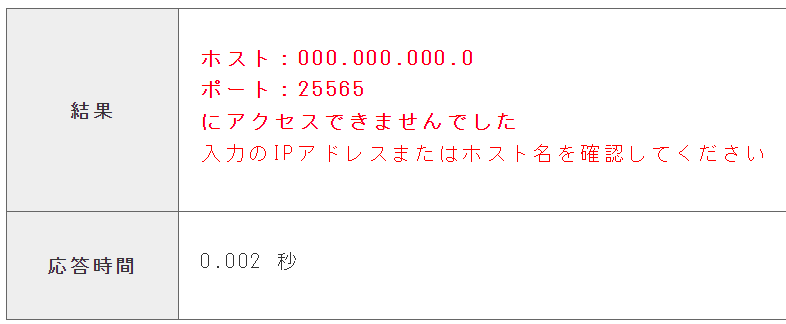 結果
ホスト：000.000.000.0
ポート：25565
にアクセスできませんでした
入力のIPアドレスまたはホスト名を確認してください
応答時間
0.002 秒